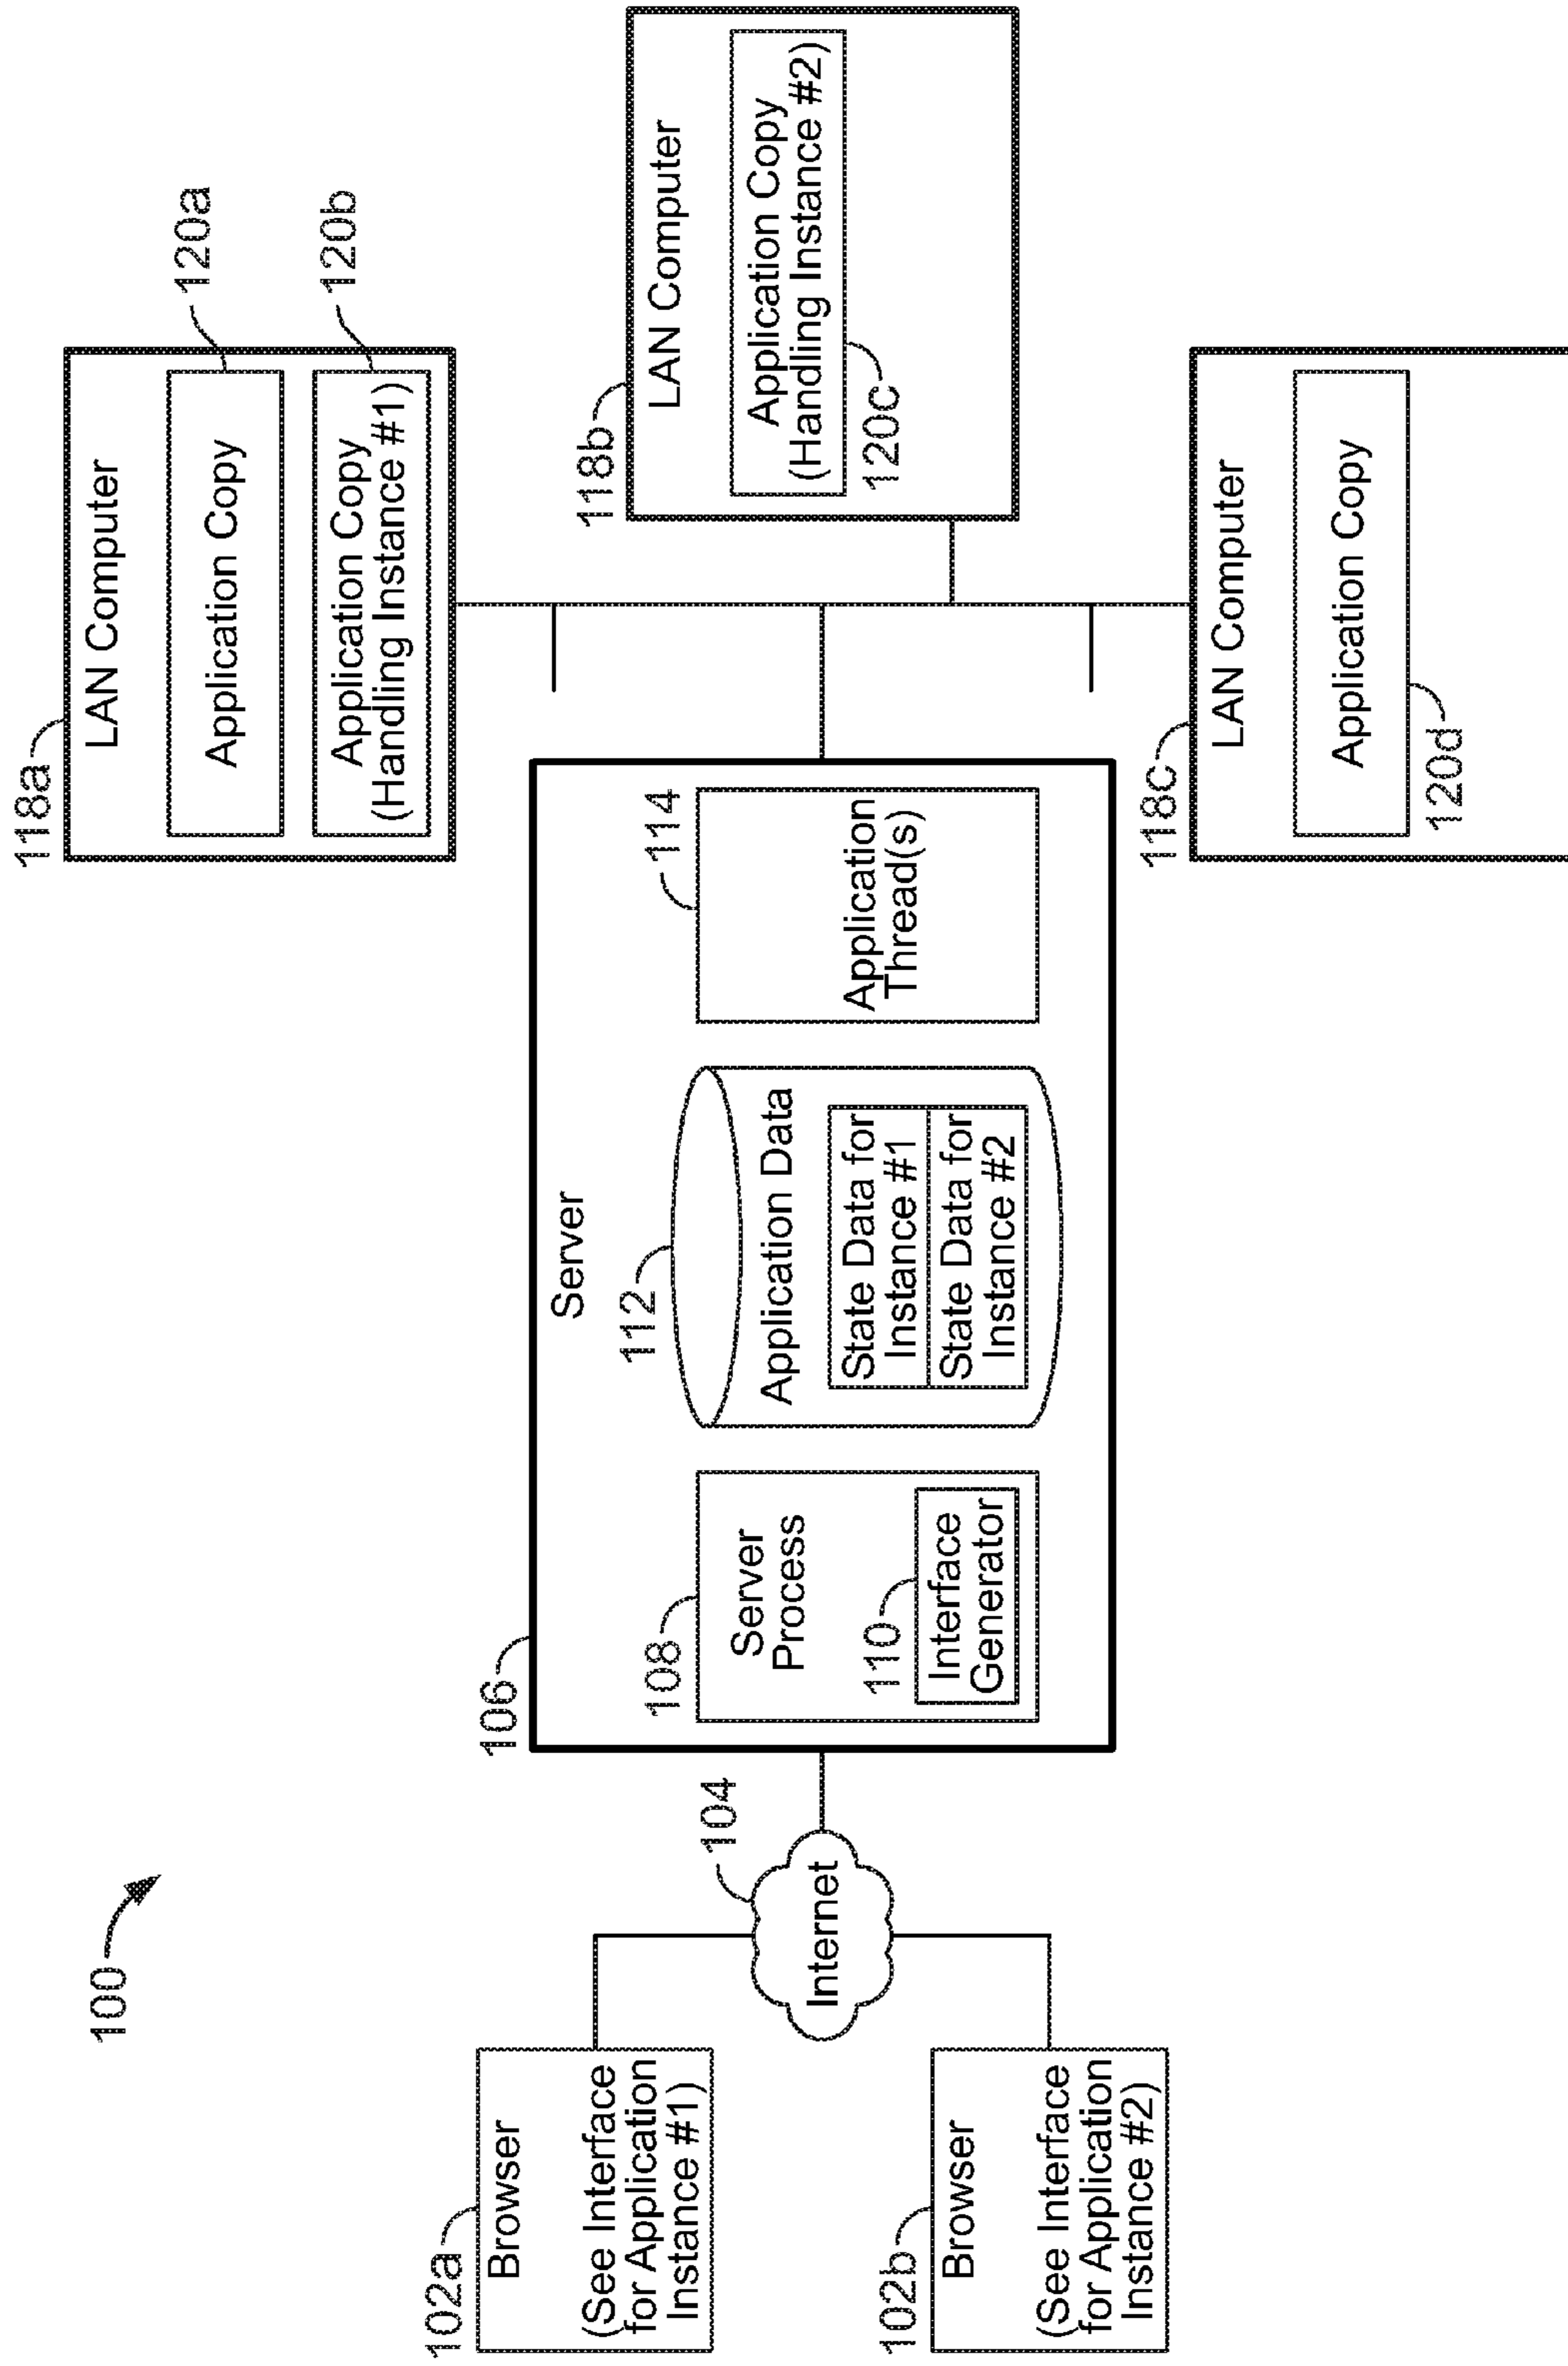 100
102a
Browser
(See Interface
for Application
Instance #1)
102b
Browser
(See Interface
for Application
Instance #2)
104
Internet
106
Server
108
Server
Process
110
Interface
Generator
112
Application Data
State Data for
Instance #1
State Data for
Instance #2
114
Application
Thread(s)
118a
LAN Computer
Application Copy
120a
Application Copy
(Handling Instance #1)
120b
118b
LAN Computer
Application Copy
(Handling Instance #2)
120c
118c
LAN Computer
Application Copy
120d